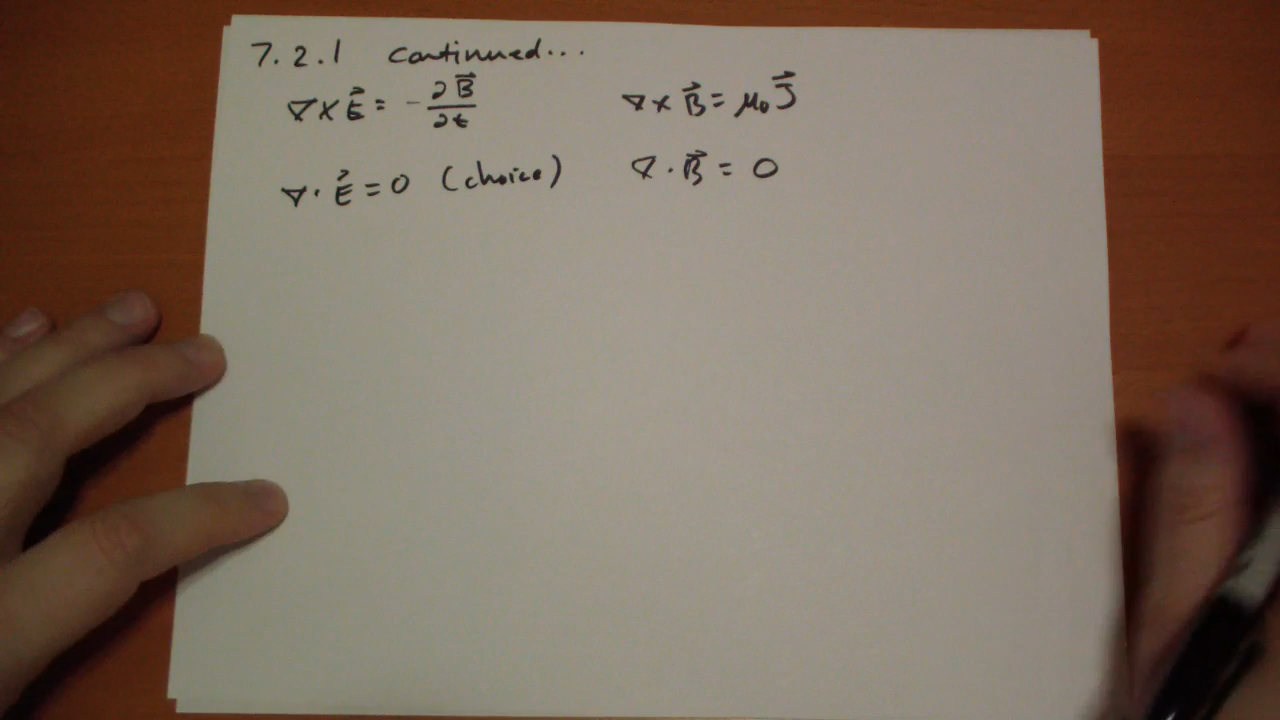 7.2.1 continued...
∇×E⃗ = -∂B⃗/∂t ∇×B⃗ = μ₀J⃗
∇·E⃗ = 0 (choice) ∇·B⃗ = 0